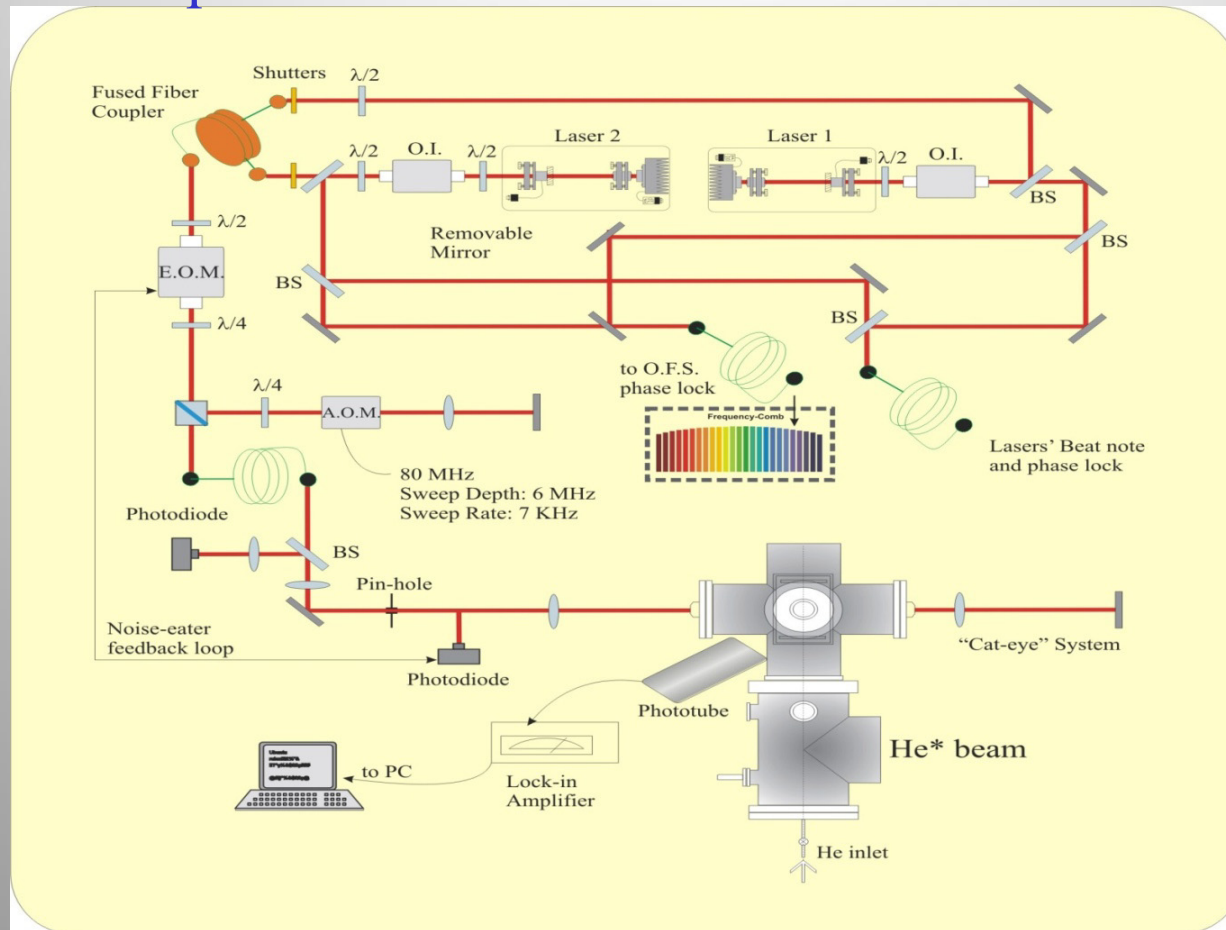 Shutters
λ/2
Fused Fiber
Coupler
λ/2
O.I.
λ/2
Laser 2
Laser 1
λ/2
O.I.
BS
λ/2
Removable
Mirror
BS
E.O.M.
BS
λ/4
BS
to O.F.S.
phase lock
λ/4
A.O.M.
Frequency-Comb
Lasers' Beat note
and phase lock
80 MHz
Sweep Depth: 6 MHz
Sweep Rate: 7 KHz
Photodiode
BS
Pin-hole
Noise-eater
feedback loop
"Cat-eye" System
Photodiode
Phototube
He* beam
to PC
Lock-in
Amplifier
He inlet